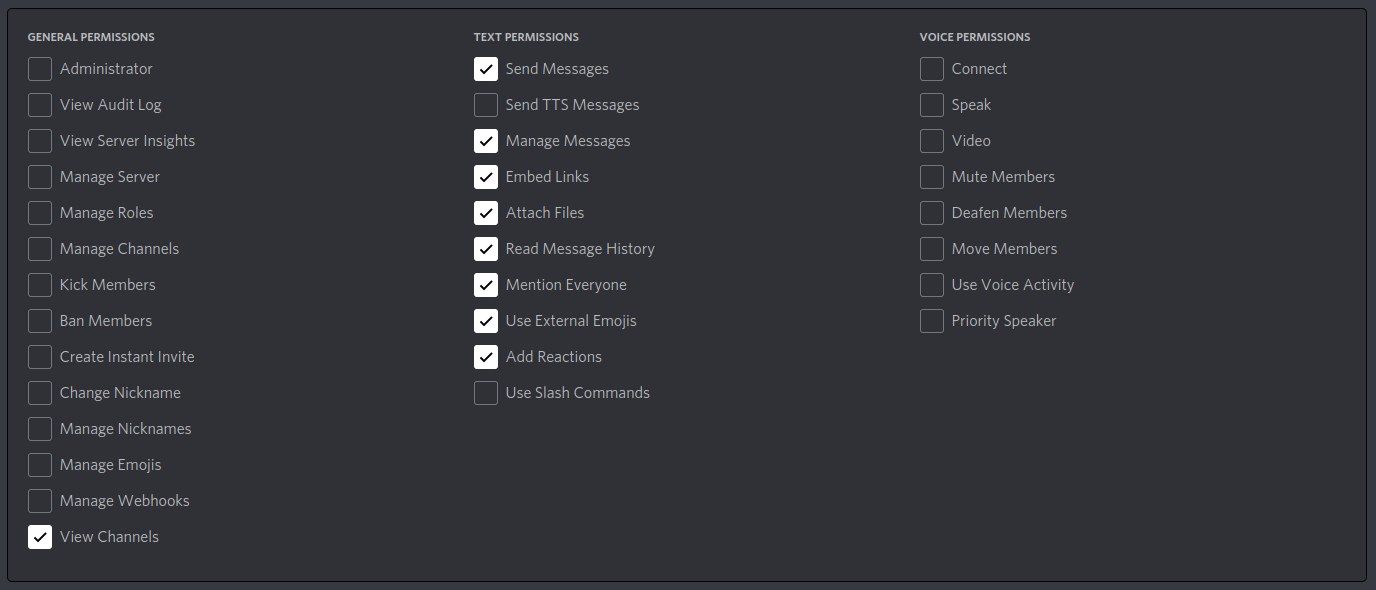 GENERAL PERMISSIONS
Administrator
View Audit Log
View Server Insights
Manage Server
Manage Roles
Manage Channels
Kick Members
Ban Members
Create Instant Invite
Change Nickname
Manage Nicknames
Manage Emojis
Manage Webhooks
View Channels
TEXT PERMISSIONS
Send Messages
Send TTS Messages
Manage Messages
Embed Links
Attach Files
Read Message History
Mention Everyone
Use External Emojis
Add Reactions
Use Slash Commands
VOICE PERMISSIONS
Connect
Speak
Video
Mute Members
Deafen Members
Move Members
Use Voice Activity
Priority Speaker